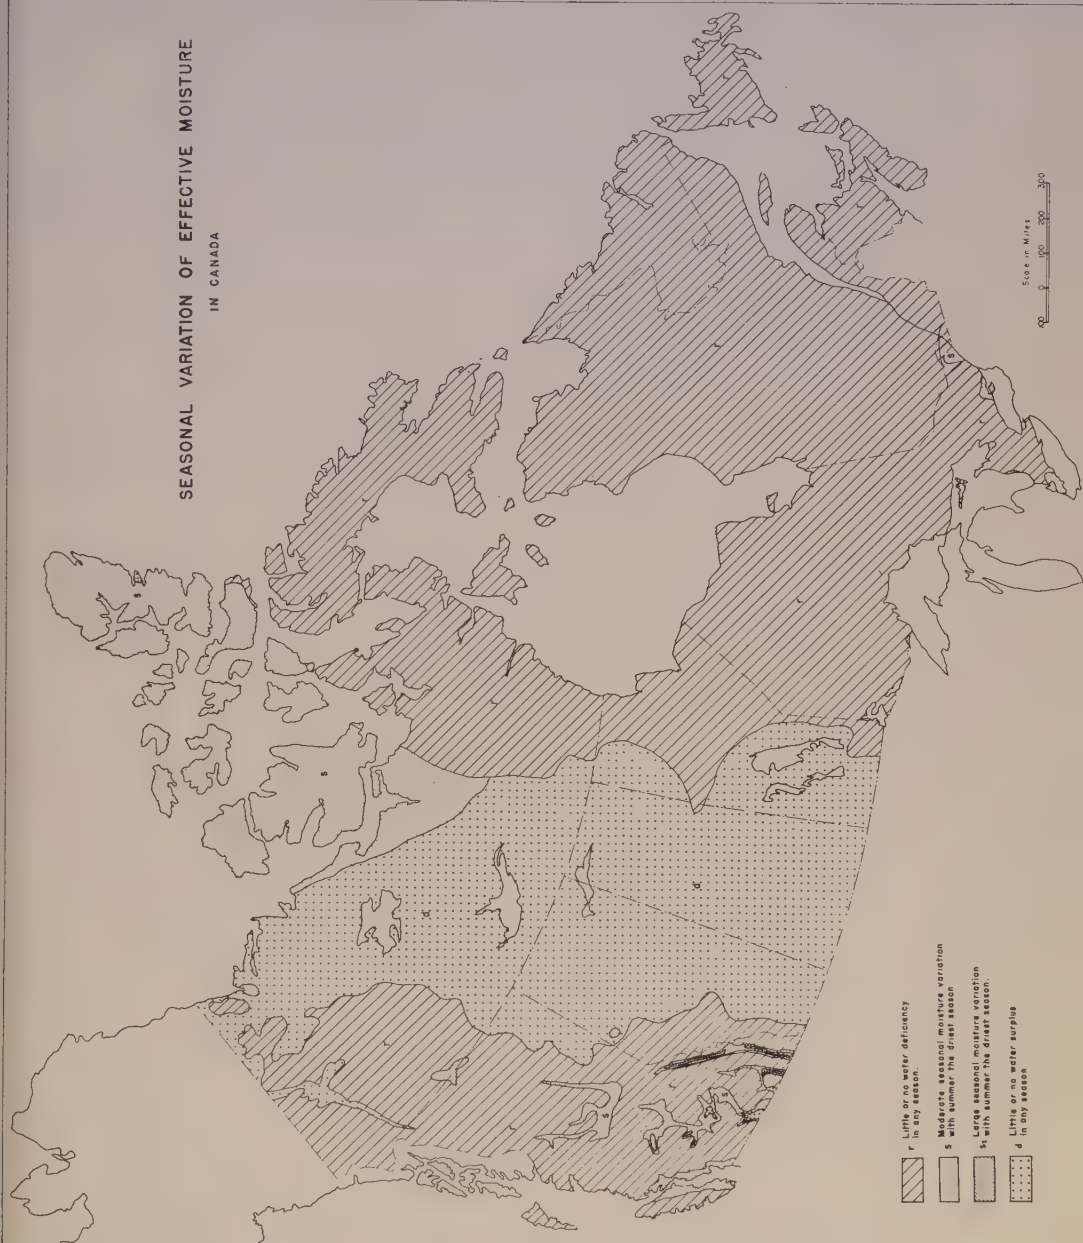 SEASONAL VARIATION OF EFFECTIVE MOISTURE
IN CANADA
s
s
r
r
r
r
r
r
r
d
d
s
s
s
Scale in Miles
100 0 100 200 300
r Little or no water deficiency
in any season.
s Moderate seasonal moisture variation
with summer the driest season
s₂ Large seasonal moisture variation
with summer the driest season.
d Little or no water surplus
in any season